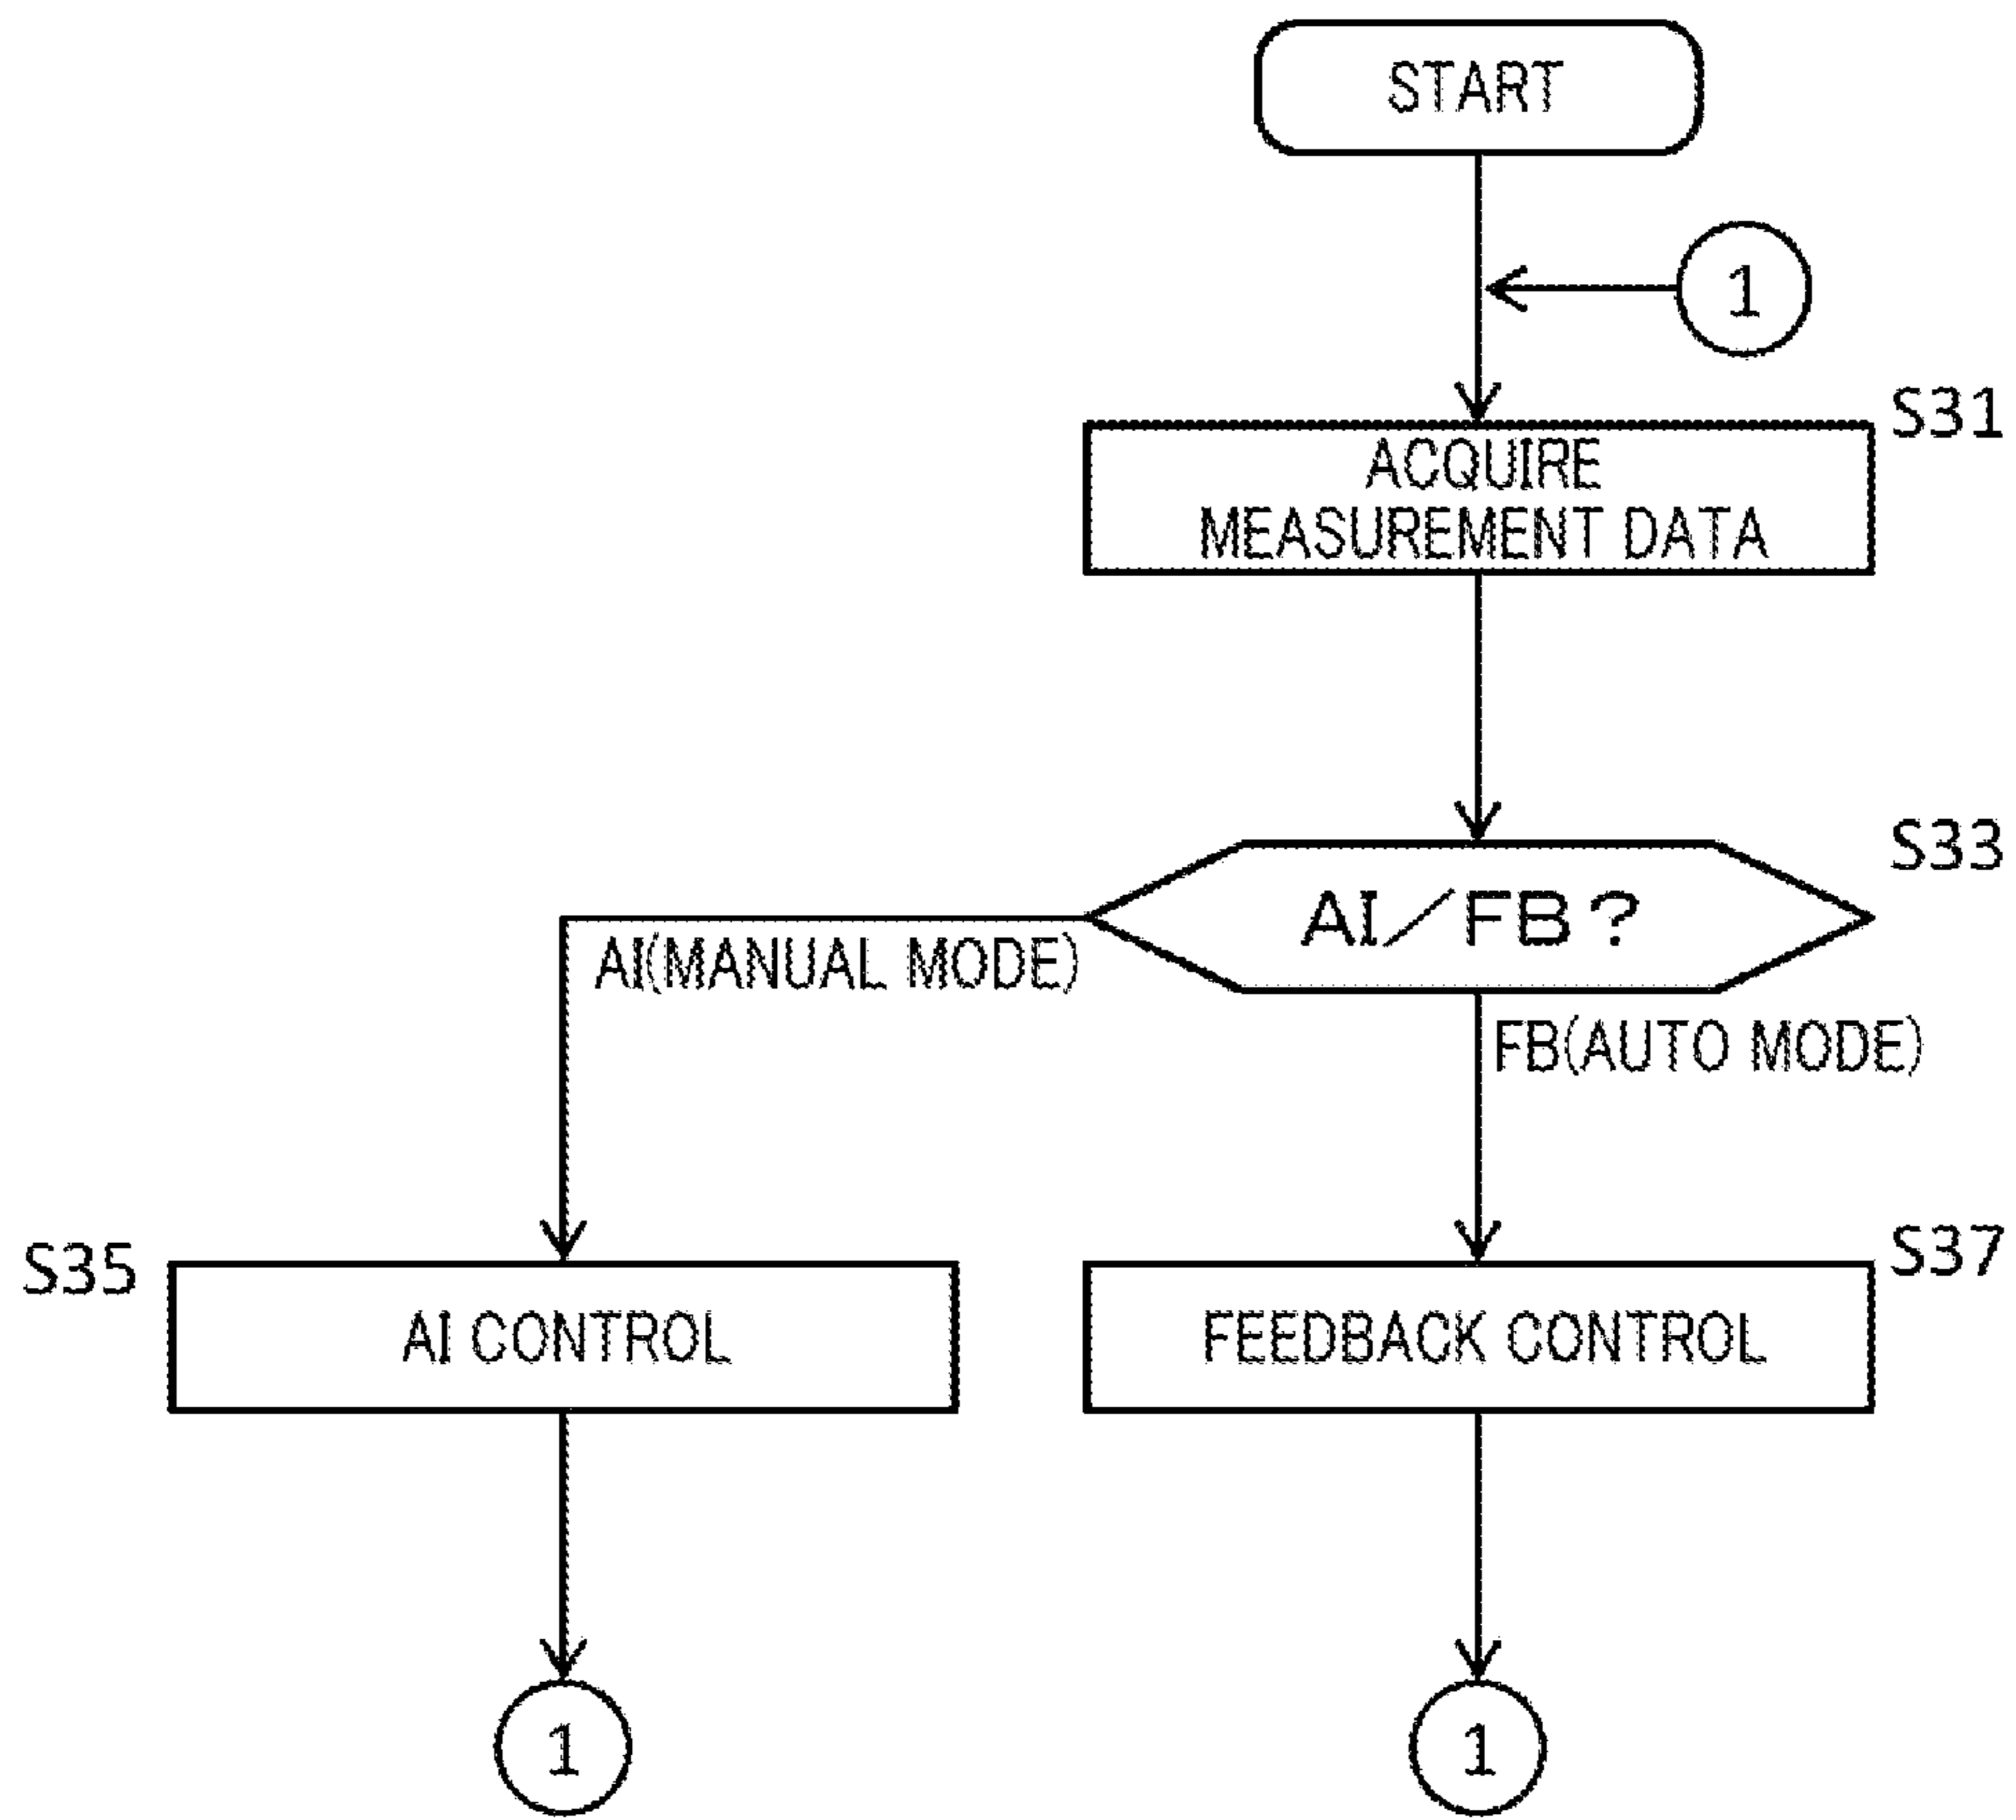 START
1
S31
ACQUIRE
MEASUREMENT DATA
S33
AI/FB?
AI(MANUAL MODE)
FB(AUTO MODE)
S35
AI CONTROL
S37
FEEDBACK CONTROL
1
1